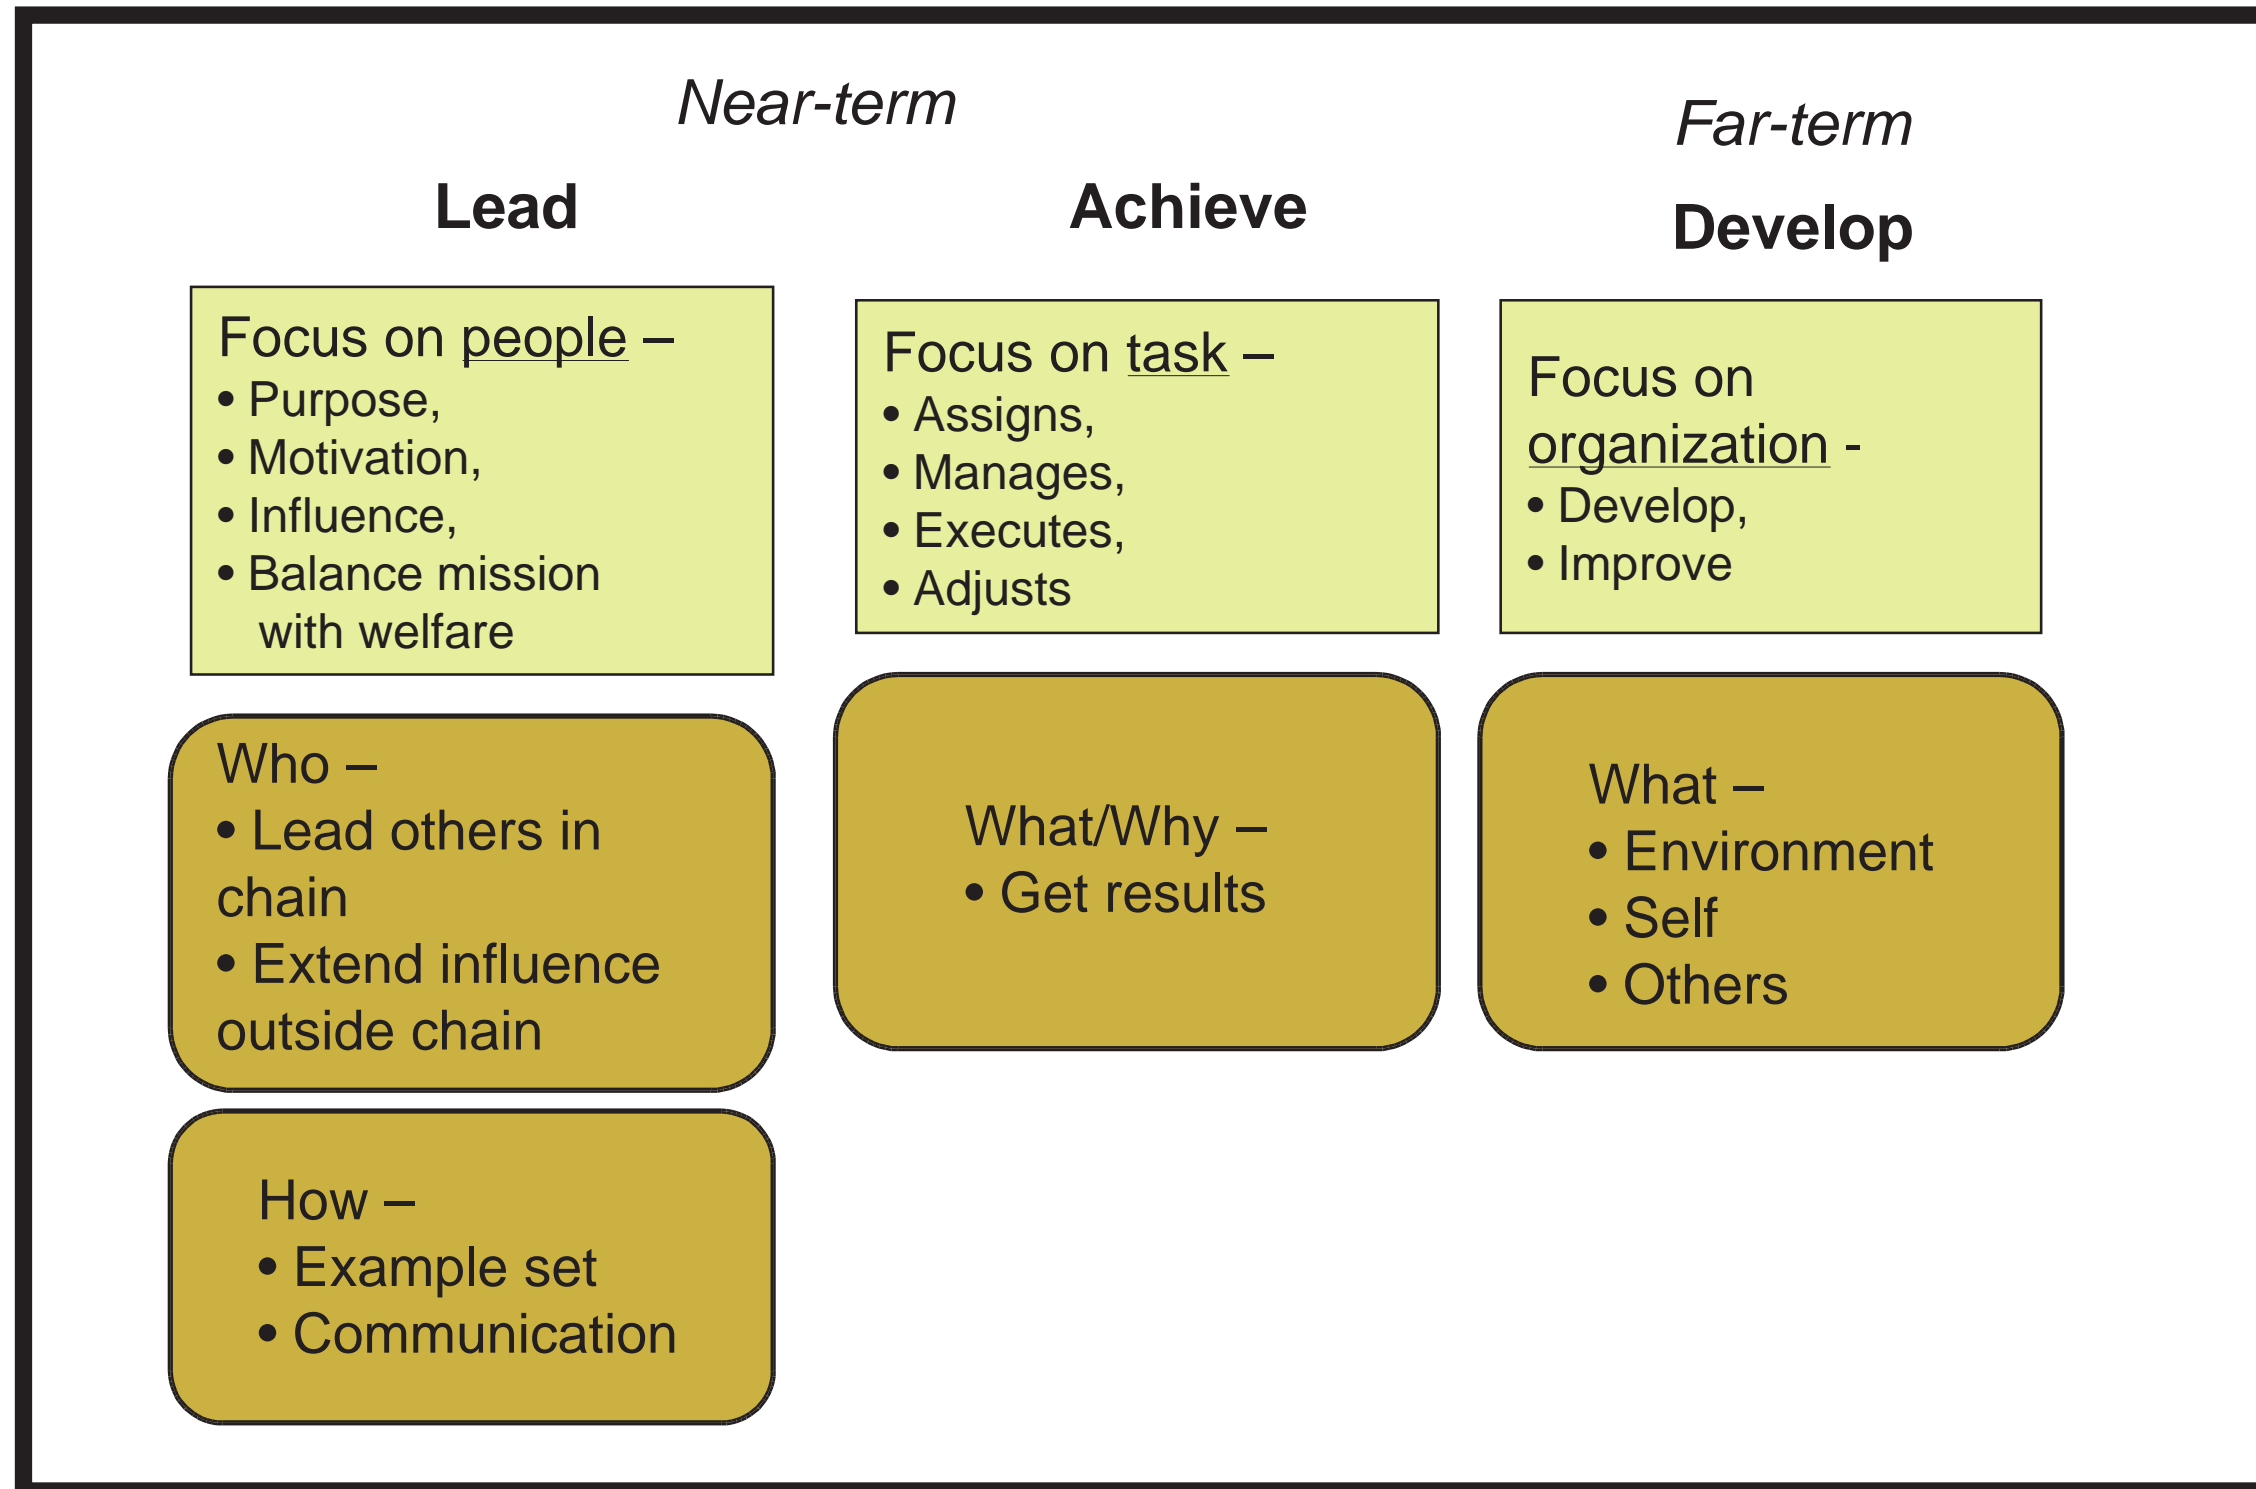 Near-term
Far-term
Lead
Achieve
Develop
Focus on people –
• Purpose,
• Motivation,
• Influence,
• Balance mission
with welfare
Focus on task –
• Assigns,
• Manages,
• Executes,
• Adjusts
Focus on
organization -
• Develop,
• Improve
Who –
• Lead others in
chain
• Extend influence
outside chain
What/Why –
• Get results
What –
• Environment
• Self
• Others
How –
• Example set
• Communication